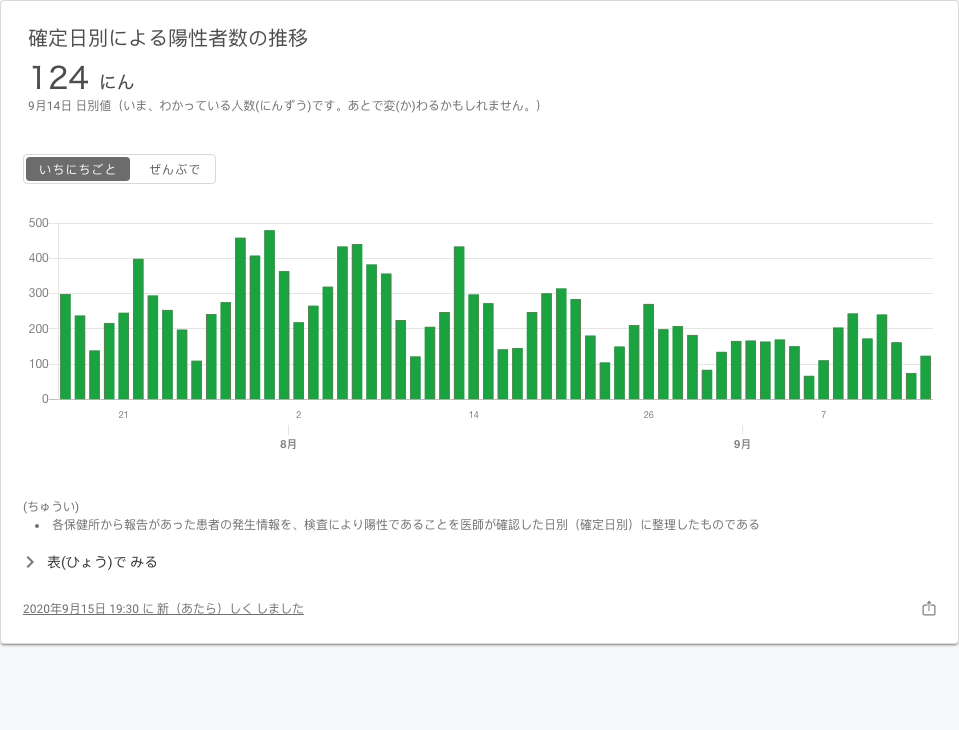 確定日別による陽性者数の推移
124 にん
9月14日 日別値（いま、わかっている人数(にんずう)です。あとで変(か)わるかもしれません。）
いちにちごと ぜんぶで
500
400
300
200
100
0
21 2 14 26 7
8月 9月
(ちゅうい)
• 各保健所から報告があった患者の発生情報を、検査により陽性であることを医師が確認した日別（確定日別）に整理したものである
表(ひょう)で みる
2020年9月15日 19:30 に 新（あたら）しく しました